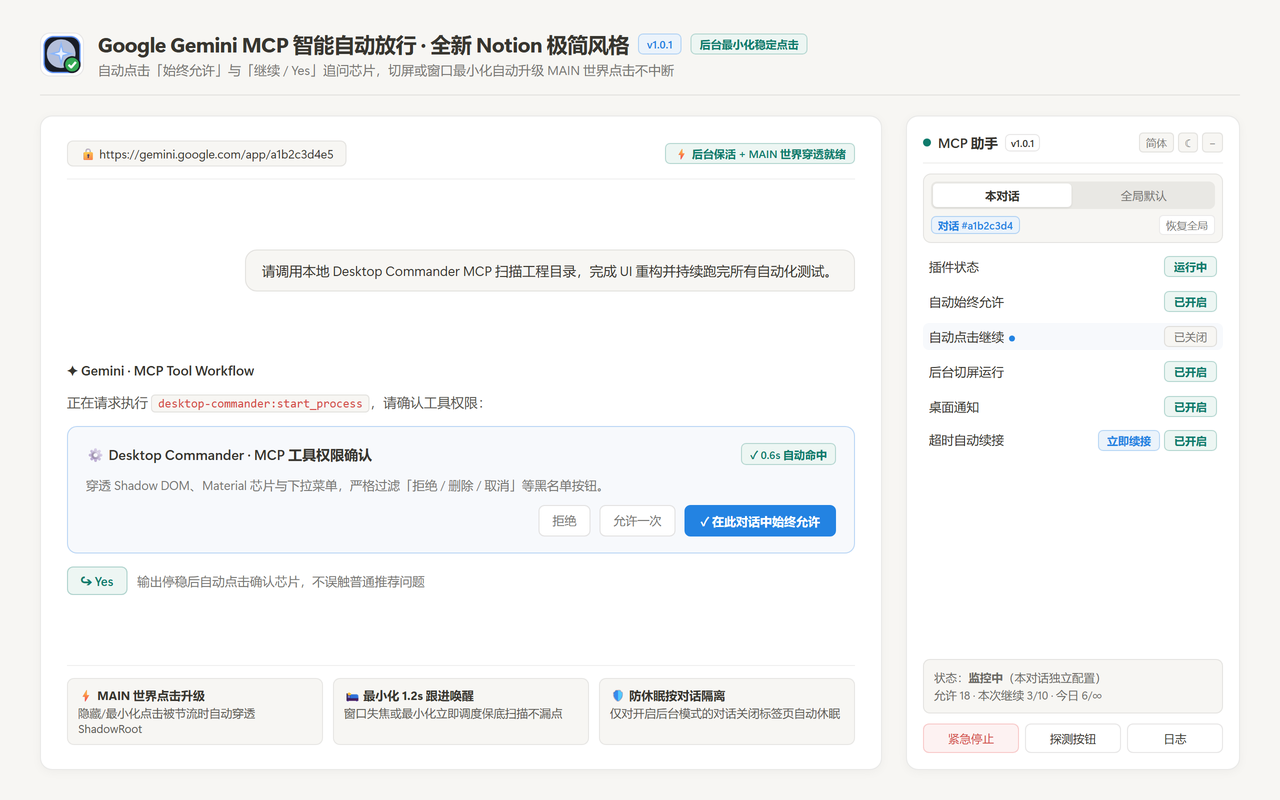 Google Gemini MCP 智能自动放行 · 全新 Notion 极简风格 v1.0.1 后台最小化稳定点击
自动点击「始终允许」与「继续 / Yes」追问芯片，切屏或窗口最小化自动升级 MAIN 世界点击不中断
https://gemini.google.com/app/a1b2c3d4e5
⚡ 后台保活 + MAIN 世界穿透就绪
请调用本地 Desktop Commander MCP 扫描工程目录，完成 UI 重构并持续跑完所有自动化测试。
✦ Gemini · MCP Tool Workflow
正在请求执行 desktop-commander:start_process ，请确认工具权限：
Desktop Commander · MCP 工具权限确认
✓ 0.6s 自动命中
穿透 Shadow DOM、Material 芯片与下拉菜单，严格过滤「拒绝 / 删除 / 取消」等黑名单按钮。
拒绝 允许一次 ✓ 在此对话中始终允许
↪ Yes 输出停稳后自动点击确认芯片，不误触普通推荐问题
⚡ MAIN 世界点击升级
隐藏/最小化点击被节流时自动穿透
ShadowRoot
最小化 1.2s 跟进唤醒
窗口失焦或最小化立即调度保底扫描不漏点
防休眠按对话隔离
仅对开启后台模式的对话关闭标签页自动休眠
MCP 助手 v1.0.1 简体 ☾ −
本对话 全局默认
对话 #a1b2c3d4 恢复全局
插件状态 运行中
自动始终允许 已开启
自动点击继续 已关闭
后台切屏运行 已开启
桌面通知 已开启
超时自动续接 立即续接 已开启
状态：监控中（本对话独立配置）
允许 18 · 本次继续 3/10 · 今日 6/∞
紧急停止 探测按钮 日志